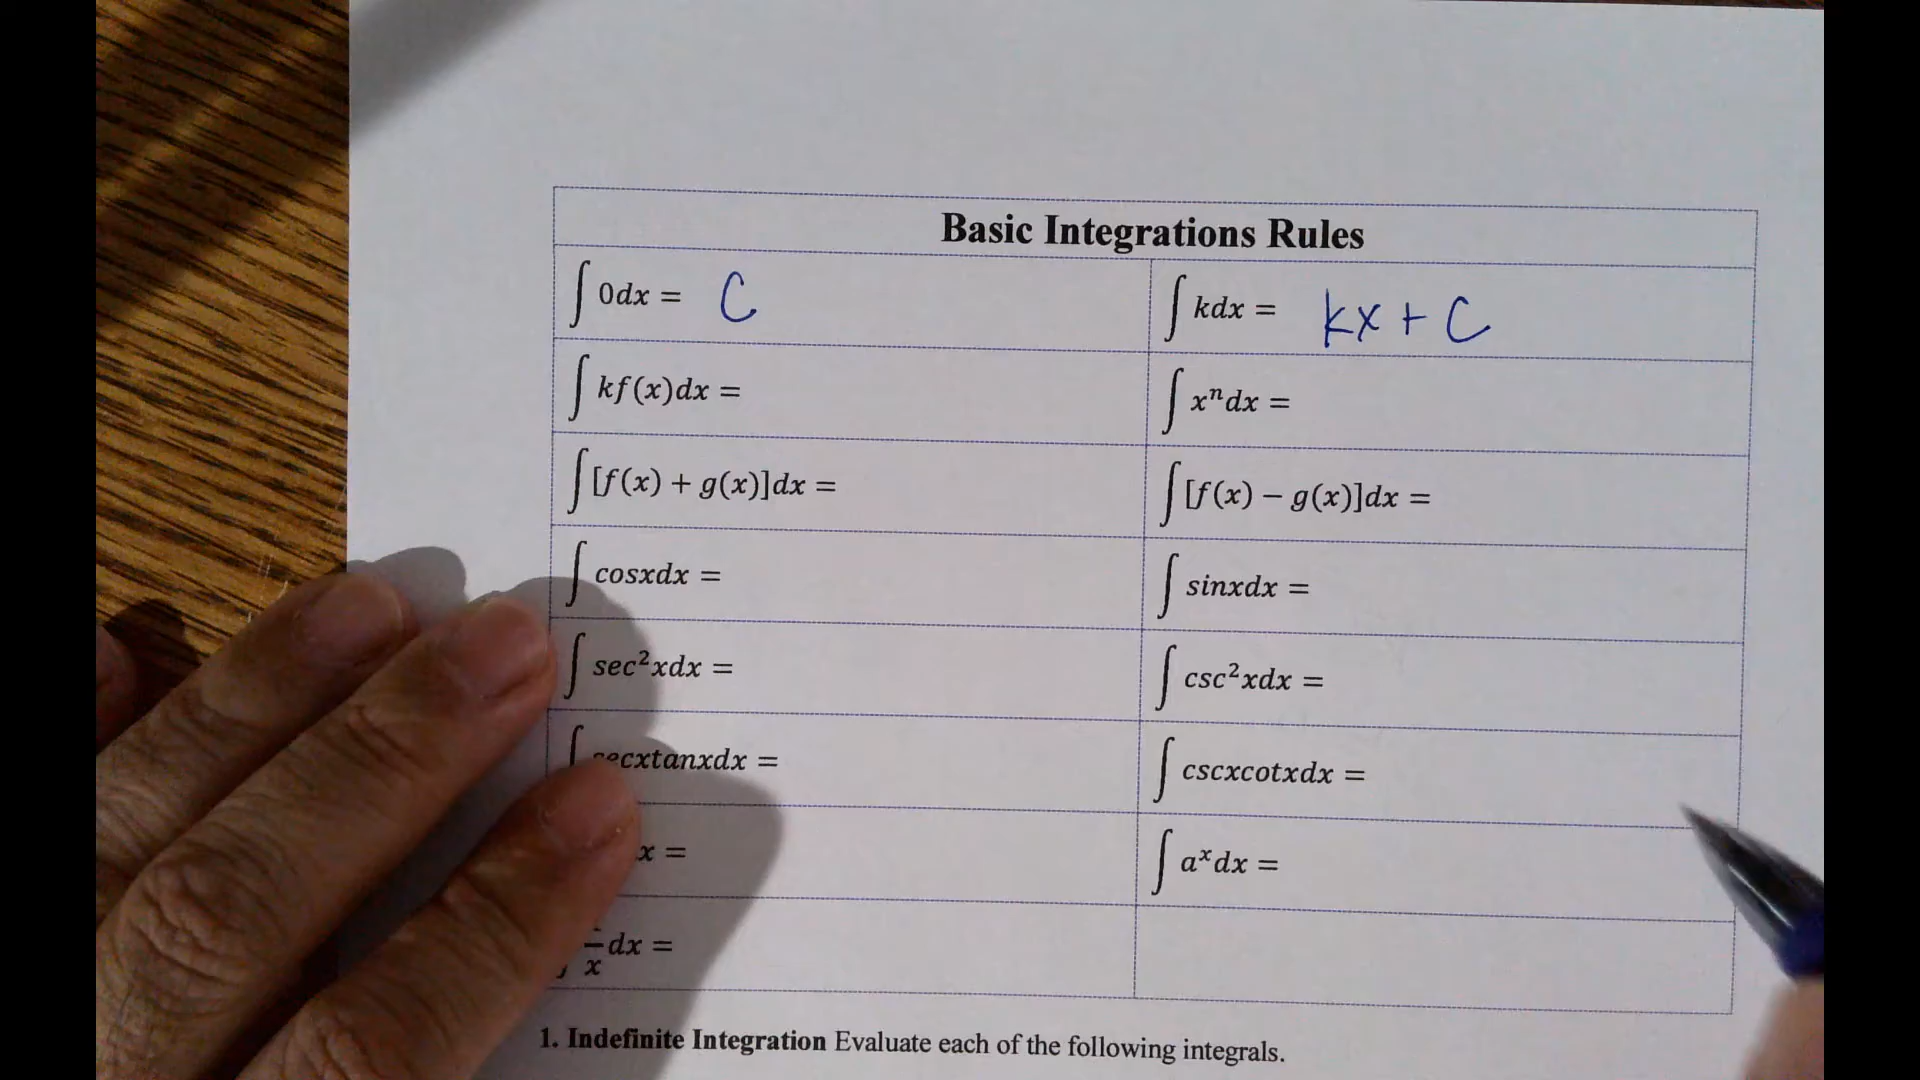 Basic Integrations Rules
∫ 0dx = C
∫ kdx = kx + C
∫ kf(x)dx =
∫ xⁿdx =
∫ [f(x) + g(x)]dx =
∫ [f(x) − g(x)]dx =
∫ cosxdx =
∫ sinxdx =
∫ sec²xdx =
∫ csc²xdx =
∫ secxtanxdx =
∫ cscxcotxdx =
x =
∫ aˣdx =
dx =
x
1. Indefinite Integration Evaluate each of the following integrals.